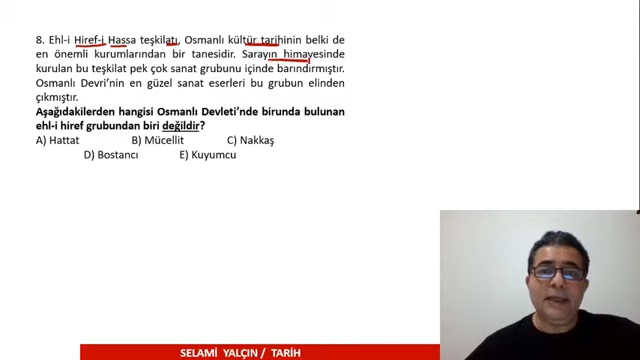 8. Ehl-i Hiref-i Hassa teşkilatı, Osmanlı kültür tarihinin belki de
en önemli kurumlarından bir tanesidir. Sarayın himayesinde
kurulan bu teşkilat pek çok sanat grubunu içinde barındırmıştır.
Osmanlı Devri’nin en güzel sanat eserleri bu grubun elinden
çıkmıştır.
Aşağıdakilerden hangisi Osmanlı Devleti’nde birunda bulunan
ehl-i hiref grubundan biri değildir?
A) Hattat B) Mücellit C) Nakkaş
D) Bostancı E) Kuyumcu
SELAMİ YALÇIN / TARİH